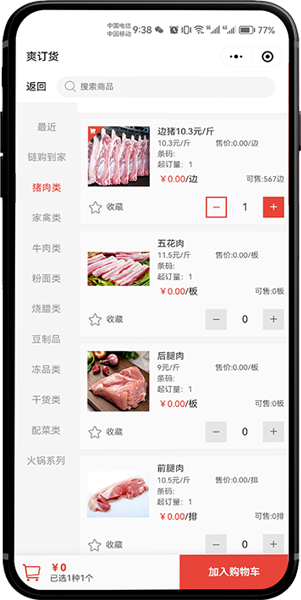 中国电信
中国移动
9:38
77%
爽订货
返回
搜索商品
最近
链购到家
猪肉类
家禽类
牛肉类
粉面类
烧腊类
豆制品
冻品类
干货类
配菜类
火锅系列
边猪10.3元/斤
10.3元/斤 售价:0.00/边
条码:
起订量: 1
￥0.00/边 可售:567边
收藏 − 1 +
五花肉
11.5元/斤 售价:0.00/板
条码:
起订量: 1
￥0.00/板 可售:0板
收藏 − 0 +
后腿肉
9元/斤 售价:0.00/板
条码:
起订量: 1
￥0.00/板 可售:0板
收藏 − 0 +
前腿肉
10.5元/斤 售价:0.00/排
条码:
起订量: 1
￥0.00/排 可售:0排
收藏 − 0 +
￥0
已选1种1个
加入购物车